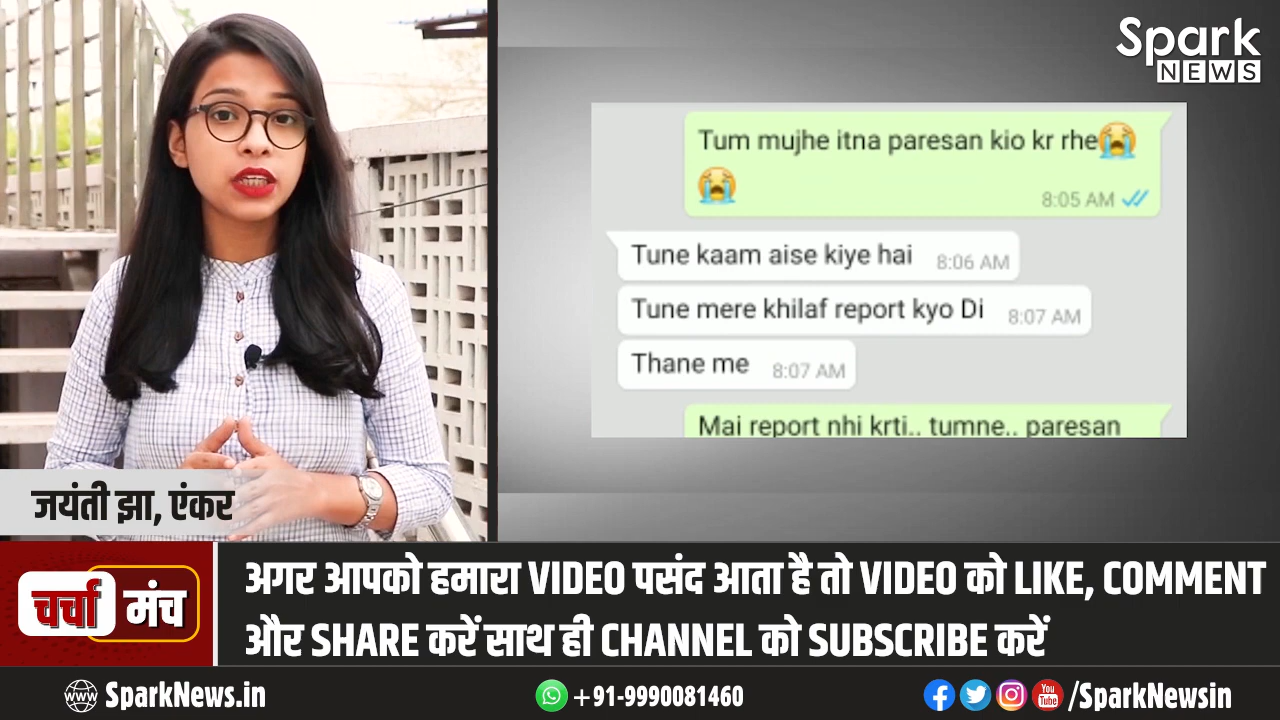 Spark
NEWS
Tum mujhe itna paresan kio kr rhe😭
😭
8:05 AM
Tune kaam aise kiye hai 8:06 AM
Tune mere khilaf report kyo Di 8:07 AM
Thane me 8:07 AM
Mai report nhi krti.. tumne.. paresan
जयंती झा, एंकर
चर्चा मंच
अगर आपको हमारा VIDEO पसंद आता है तो VIDEO को LIKE, COMMENT
और SHARE करें साथ ही CHANNEL को SUBSCRIBE करें
SparkNews.in +91-9990081460 You Tube /SparkNewsin